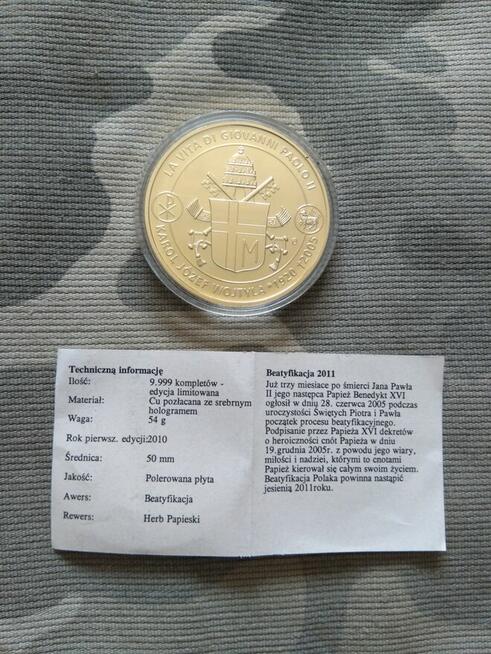 LA VITA DI GIOVANNI PAOLO II
M
KAROL JÓZEF WOJTYŁA * 1920 †2005
Techniczną informację
Ilość: 9.999 kompletów -
edycja limitowana
Materiał: Cu pozłacana ze srebrnym
hologramem
Waga: 54 g
Rok pierwsz. edycji:2010
Średnica: 50 mm
Jakość: Polerowana płyta
Awers: Beatyfikacja
Rewers: Herb Papieski
Beatyfikacja 2011
Już trzy miesiace po śmierci Jana Pawła
II jego następca Papież Benedykt XVI
ogłosił w dniu 28. czerwca 2005 podczas
uroczystości Świętych Piotra i Pawła
początek procesu beatyfikacyjnego.
Podpisanie przez Papieża XVI dekretów
o heroiczności cnót Papieża w dniu
19.grudnia 2005r. z powodu jego wiary,
miłości i nadziei, którymi to cnotami
Papież kierował się całym swoim życiem.
Beatyfikacja Polaka powinna nastąpić
jesienią 2011roku.